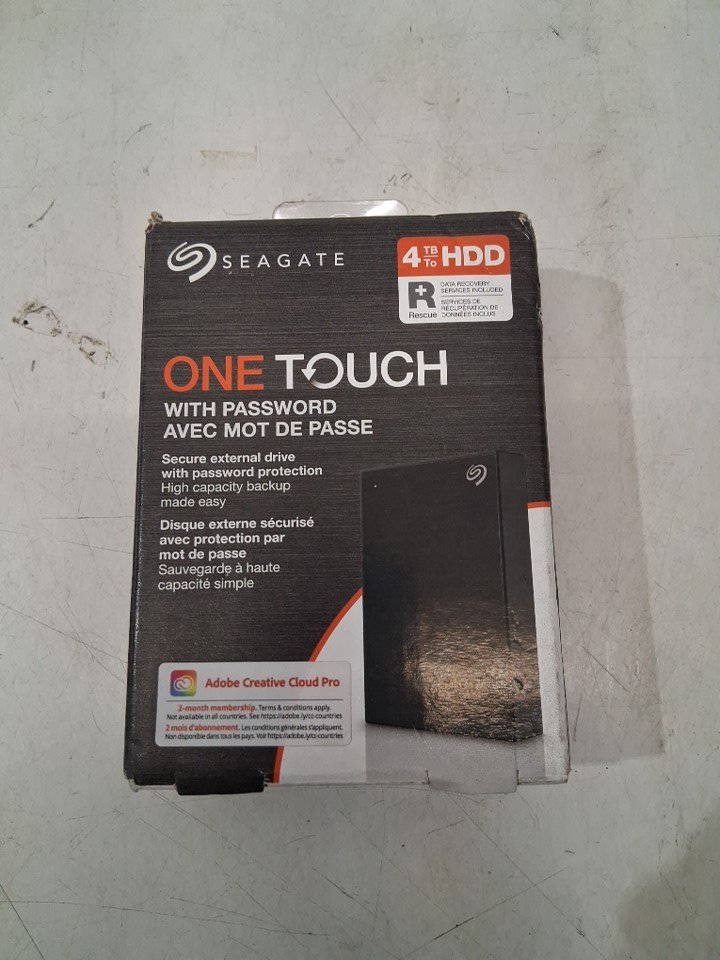 SEAGATE
4 TB To HDD
DATA RECOVERY
SERVICES INCLUDED
SERVICES DE
RÉCUPÉRATION DE
DONNÉES INCLUS
Rescue
ONE TOUCH
WITH PASSWORD
AVEC MOT DE PASSE
Secure external drive
with password protection
High capacity backup
made easy
Disque externe sécurisé
avec protection par
mot de passe
Sauvegarde à haute
capacité simple
Adobe Creative Cloud Pro
2-month membership. Terms & conditions apply.
Not available in all countries. See https://adobe.ly/cc-countries
2 mois d'abonnement. Les conditions générales s'appliquent.
Non disponible dans tous les pays. Voir https://adobe.ly/cc-countries